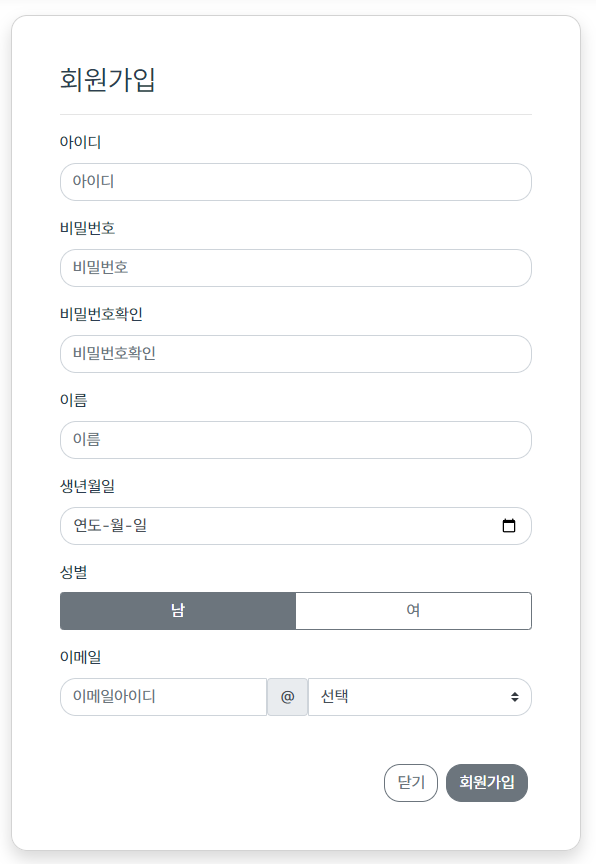 회원가입
아이디
아이디
비밀번호
비밀번호
비밀번호확인
비밀번호확인
이름
이름
생년월일
연도-월-일
성별
남 여
이메일
이메일아이디 @ 선택
닫기 회원가입